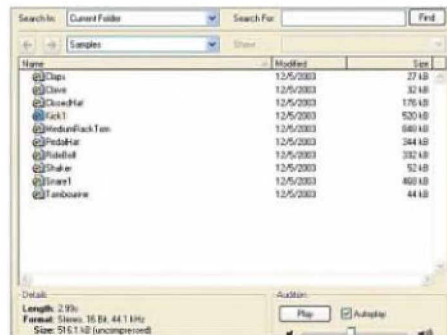 Search In: Current Folder Search For: Find
Samples Show:
Name Modified Size
Claps 12/5/2003 27 kB
Clave 12/5/2003 32 kB
ClosedHat 12/5/2003 176 kB
Kick1 12/5/2003 520 kB
MediumRackTom 12/5/2003 648 kB
PedalHat 12/5/2003 344 kB
RideBell 12/5/2003 332 kB
Shaker 12/5/2003 52 kB
Snare1 12/5/2003 468 kB
Tambourine 12/5/2003 44 kB
Details Audition
Length: 2.99s
Format: Stereo, 16 Bit, 44.1 kHz Play Autoplay
Size: 516.1 kB (uncompressed)